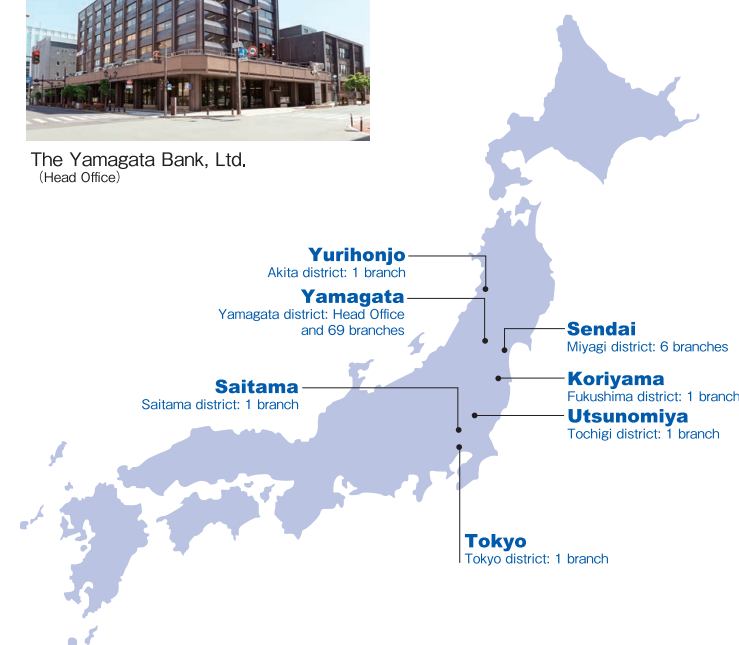 The Yamagata Bank, Ltd.
(Head Office)
Yurihonjo
Akita district: 1 branch
Yamagata
Yamagata district: Head Office
and 69 branches
Sendai
Miyagi district: 6 branches
Koriyama
Fukushima district: 1 branch
Saitama
Saitama district: 1 branch
Utsunomiya
Tochigi district: 1 branch
Tokyo
Tokyo district: 1 branch